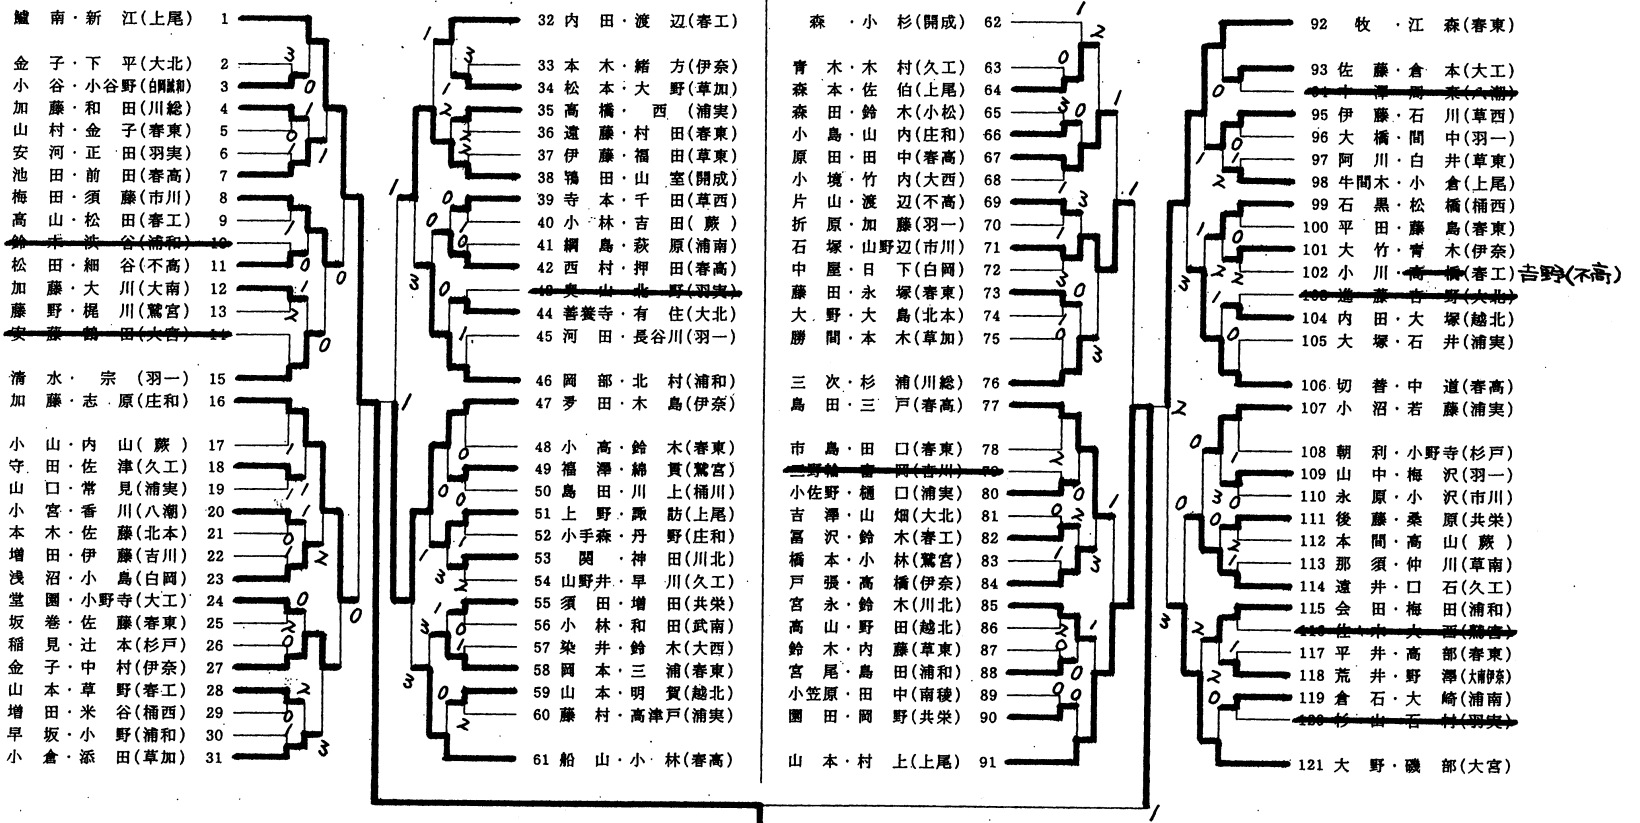 鱸 南・新 江(上尾) 1
金 子・下 平(大北) 2
小 谷・小谷野(白岡) 3
加 藤・和 田(川総) 4
山 村・金 子(春東) 5
安 河・正 田(羽実) 6
池 田・前 田(春高) 7
梅 田・須 藤(市川) 8
高 山・松 田(春工) 9
松 田・細 谷(不高) 11
加 藤・大 川(大南) 12
藤 野・梶 川(鷲宮) 13
清 水・宗 (羽一) 15
加 藤・志 原(庄和) 16
小 山・内 山(蕨) 17
守 田・佐 津(久工) 18
山 口・常 見(浦実) 19
小 宮・香 川(八潮) 20
本 木・佐 藤(北本) 21
増 田・伊 藤(吉川) 22
浅 沼・小 島(白岡) 23
堂 園・小野寺(大工) 24
坂 巻・佐 藤(春東) 25
稲 見・辻 本(杉戸) 26
金 子・中 村(伊奈) 27
山 本・草 野(春工) 28
増 田・米 谷(桶西) 29
早 坂・小 野(浦和) 30
小 倉・添 田(草加) 31
32 内 田・渡 辺(春工)
33 本 木・緒 方(伊奈)
34 松 本・大 野(草加)
35 高 橋・西 (浦実)
36 遠 藤・村 田(春東)
37 伊 藤・福 田(草東)
38 鴇 田・山 室(開成)
39 寺 本・千 田(草西)
40 小 林・吉 田(蕨)
41 綱 島・萩 原(浦南)
42 西 村・押 田(春高)
43 奥 山・北 野(羽実)
44 善養寺・有 住(大北)
45 河 田・長谷川(羽一)
46 岡 部・北 村(浦和)
47 田・木 島(伊奈)
48 小 高・鈴 木(春東)
49 福 澤・綿 貫(鷲宮)
50 島 田・川 上(桶川)
51 上 野・諏 訪(上尾)
52 小手森・丹 野(庄和)
53 関 ・神 田(川北)
54 山野井・早 川(久工)
55 須 田・増 田(共栄)
56 小 林・和 田(武南)
57 染 井・鈴 木(大西)
58 岡 本・三 浦(春東)
59 山 本・明 賀(越北)
60 藤 村・高津戸(浦実)
61 船 山・小 林(春高)
森 ・小 杉(開成) 62
青 木・木 村(久工) 63
森 本・佐 伯(上尾) 64
森 田・鈴 木(小松) 65
小 島・山 内(庄和) 66
原 田・田 中(春高) 67
小 境・竹 内(大西) 68
片 山・渡 辺(不高) 69
折 原・加 藤(羽一) 70
石 塚・山野辺(市川) 71
中 屋・日 下(白岡) 72
藤 田・永 塚(春東) 73
大 野・大 島(北本) 74
勝 間・本 木(草加) 75
三 次・杉 浦(川総) 76
島 田・三 戸(春高) 77
市 島・田 口(春東) 78
小佐野・樋 口(浦実) 80
吉 澤・山 畑(大北) 81
冨 沢・鈴 木(春工) 82
橋 本・小 林(鷲宮) 83
戸 張・高 橋(伊奈) 84
宮 永・鈴 木(川北) 85
高 山・野 田(越北) 86
鈴 木・内 藤(草東) 87
宮 尾・島 田(浦和) 88
小笠原・田 中(南稜) 89
園 田・岡 野(共栄) 90
山 本・村 上(上尾) 91
92 牧 ・江 森(春東)
93 佐 藤・倉 本(大工)
95 伊 藤・石 川(草西)
96 大 橋・間 中(羽一)
97 阿 川・白 井(草東)
98 牛間木・小 倉(上尾)
99 石 黒・松 橋(桶西)
100 平 田・藤 島(春東)
101 大 竹・青 木(伊奈)
102 小 川・高 橋(春工) 吉野(不高)
103 進 藤・吉 野(大北)
104 内 田・大 塚(越北)
105 大 塚・石 井(浦実)
106 切 替・中 道(春高)
107 小 沼・若 藤(浦実)
108 朝 利・小野寺(杉戸)
109 山 中・梅 沢(羽一)
110 永 原・小 沢(市川)
111 後 藤・桑 原(共栄)
112 本 間・高 山(蕨)
113 那 須・仲 川(草南)
114 遠 井・口 石(久工)
115 会 田・梅 田(浦和)
117 平 井・高 部(春東)
118 荒 井・野 澤
119 倉 石・大 崎(浦南)
121 大 野・磯 部(大宮)